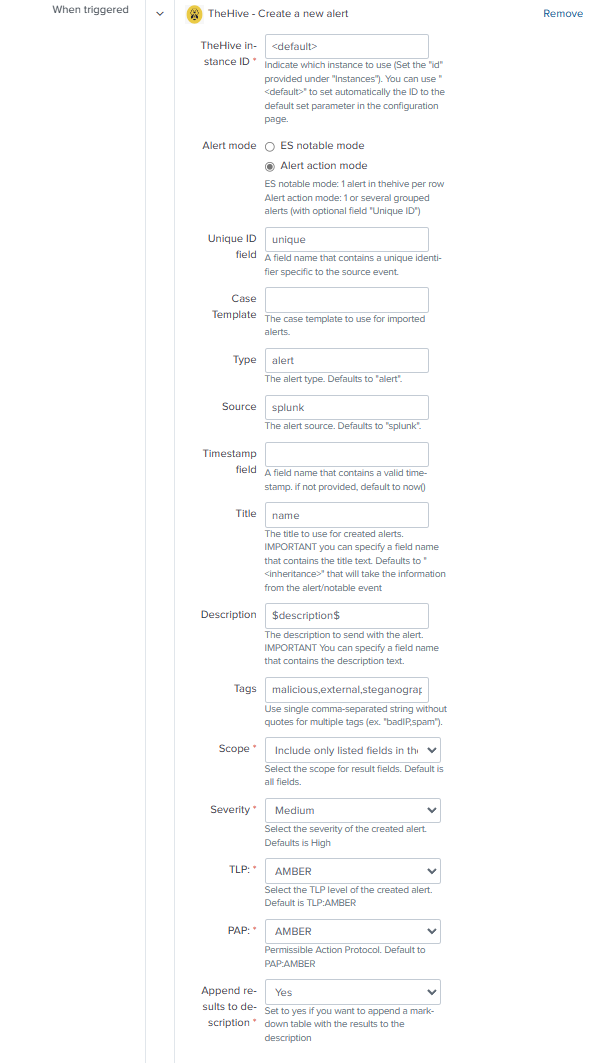 When triggered
TheHive - Create a new alert
Remove
TheHive in-
stance ID *
<default>
Indicate which instance to use (Set the "id"
provided under "Instances"). You can use "
<default>" to set automatically the ID to the
default set parameter in the configuration
page.
Alert mode
ES notable mode
Alert action mode
ES notable mode: 1 alert in thehive per row
Alert action mode: 1 or several grouped
alerts (with optional field "Unique ID")
Unique ID
field
unique
A field name that contains a unique identi-
fier specific to the source event.
Case
Template
The case template to use for imported
alerts.
Type
alert
The alert type. Defaults to "alert".
Source
splunk
The alert source. Defaults to "splunk".
Timestamp
field
A field name that contains a valid time-
stamp. if not provided, default to now()
Title
name
The title to use for created alerts.
IMPORTANT you can specify a field name
that contains the title text. Defaults to "
<inheritance>" that will take the information
from the alert/notable event
Description
$description$
The description to send with the alert.
IMPORTANT You can specify a field name
that contains the description text.
Tags
malicious,external,steganograp
Use single comma-separated string without
quotes for multiple tags (ex. "badIP,spam").
Scope *
Include only listed fields in the
Select the scope for result fields. Default is
all fields.
Severity *
Medium
Select the severity of the created alert.
Defaults is High
TLP: *
AMBER
Select the TLP level of the created alert.
Default is TLP:AMBER
PAP: *
AMBER
Permissible Action Protocol. Default to
PAP:AMBER
Append re-
sults to de-
scription *
Yes
Set to yes if you want to append a mark-
down table with the results to the
description